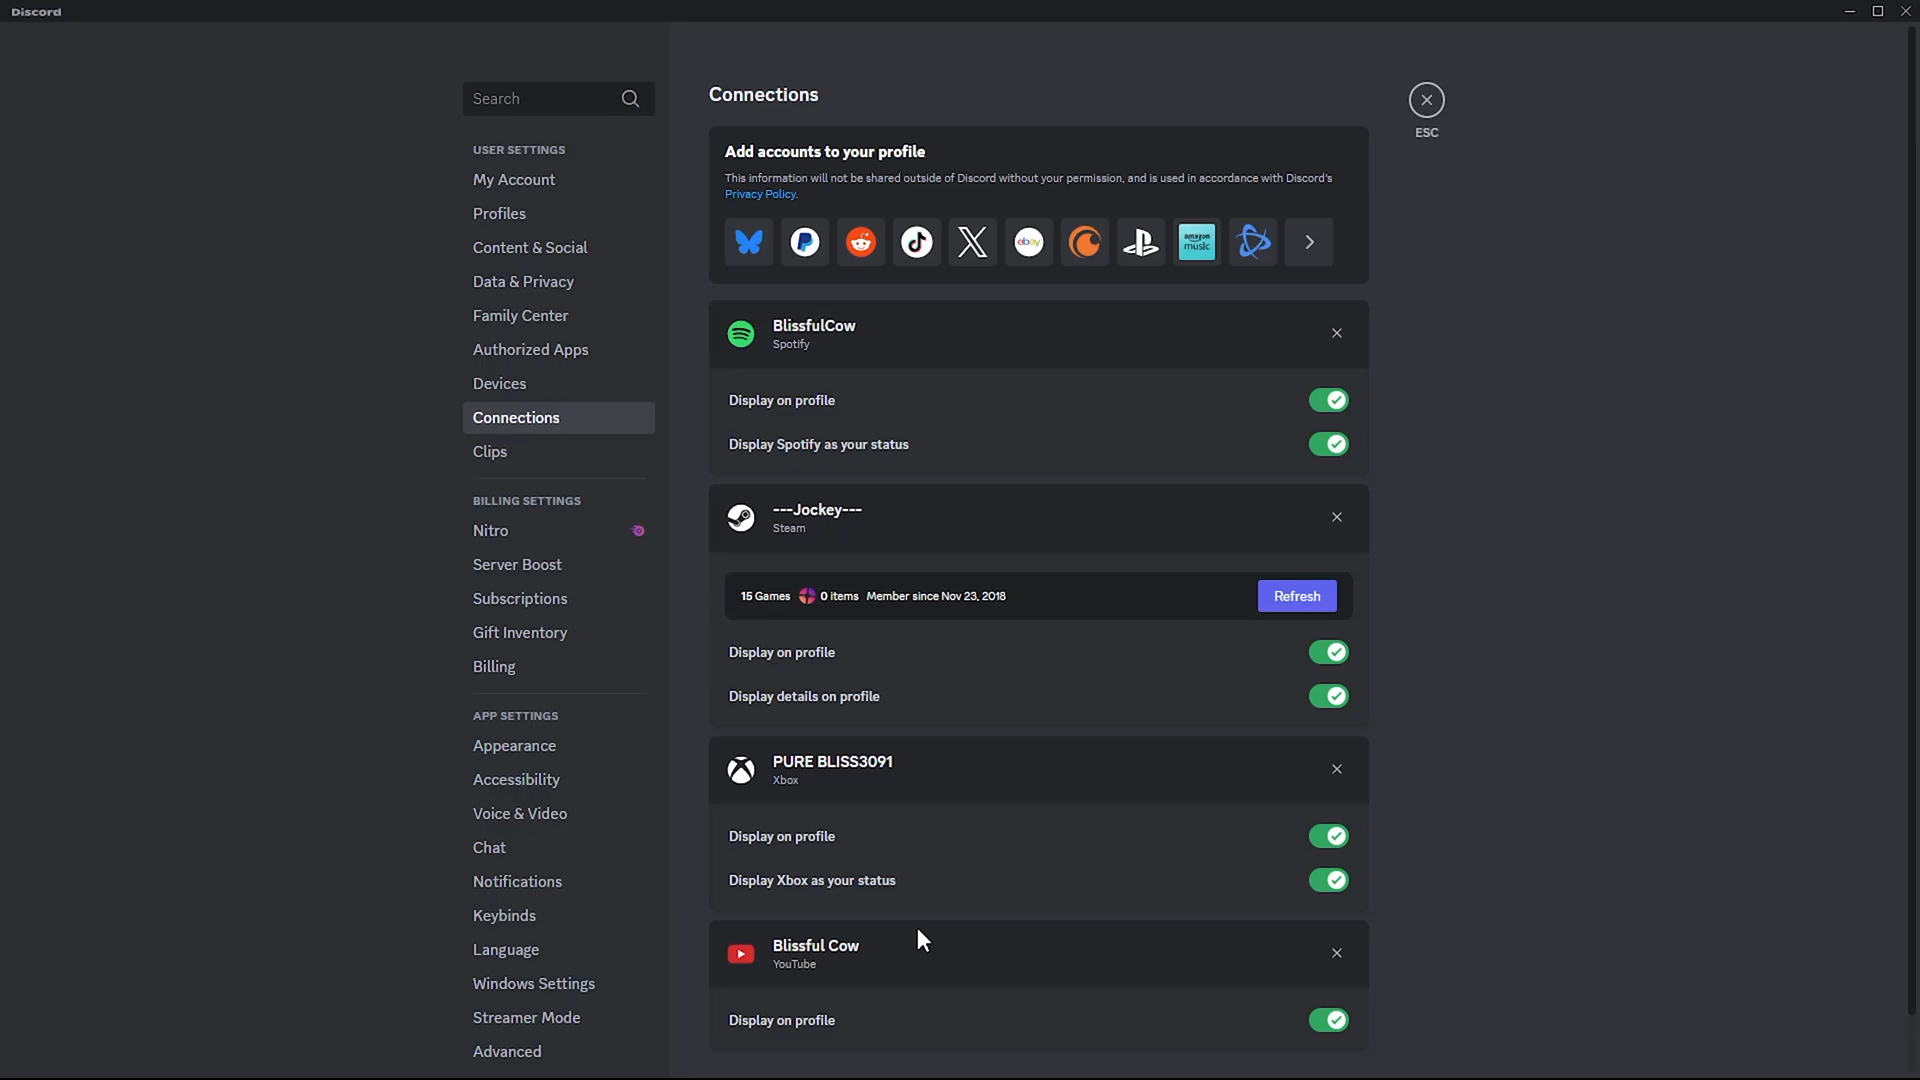 Discord
Search
USER SETTINGS
My Account
Profiles
Content & Social
Data & Privacy
Family Center
Authorized Apps
Devices
Connections
Clips
BILLING SETTINGS
Nitro
Server Boost
Subscriptions
Gift Inventory
Billing
APP SETTINGS
Appearance
Accessibility
Voice & Video
Chat
Notifications
Keybinds
Language
Windows Settings
Streamer Mode
Advanced
Connections
ESC
Add accounts to your profile
This information will not be shared outside of Discord without your permission, and is used in accordance with Discord's
Privacy Policy.
ebay
amazon
music
BlissfulCow
Spotify
Display on profile
Display Spotify as your status
---Jockey---
Steam
15 Games 0 items Member since Nov 23, 2018
Refresh
Display on profile
Display details on profile
PURE BLISS3091
Xbox
Display on profile
Display Xbox as your status
Blissful Cow
YouTube
Display on profile